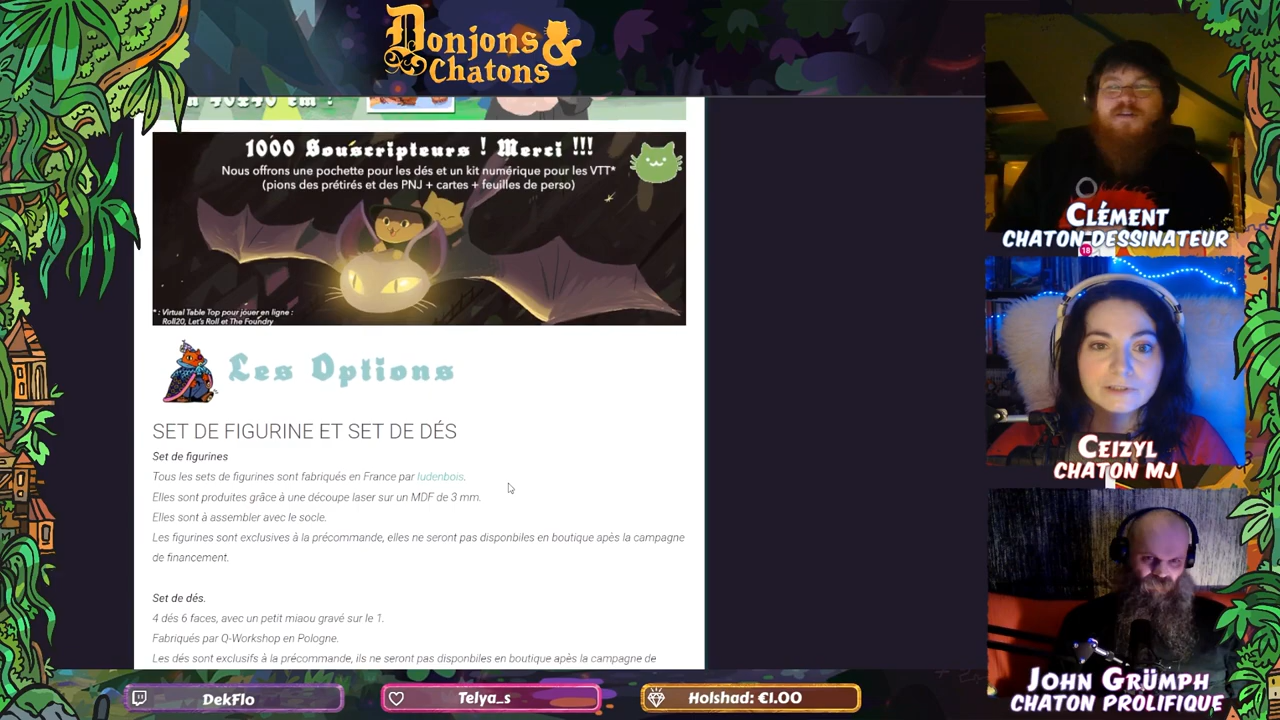 Donjons &
Chatons
1000 Souscripteurs ! Merci !!!
Nous offrons une pochette pour les dés et un kit numérique pour les VTT*
(pions des prétirés et des PNJ + cartes + feuilles de perso)
* : Virtual Table Top pour jouer en ligne :
Roll20, Let's Roll et The Foundry
Les Options
SET DE FIGURINE ET SET DE DÉS
Set de figurines
Tous les sets de figurines sont fabriqués en France par ludenbois.
Elles sont produites grâce à une découpe laser sur un MDF de 3 mm.
Elles sont à assembler avec le socle.
Les figurines sont exclusives à la précommande, elles ne seront pas disponbiles en boutique apès la campagne
de financement.
Set de dés.
4 dés 6 faces, avec un petit miaou gravé sur le 1.
Fabriqués par Q-Workshop en Pologne.
Les dés sont exclusifs à la précommande, ils ne seront pas disponbiles en boutique apès la campagne de
CLÉMENT
CHATON DESSINATEUR
18
CEIZYL
CHATON MJ
JOHN GRÜMPH
CHATON PROLIFIQUE
DekFlo
Telya_s
Holshad: €1.00